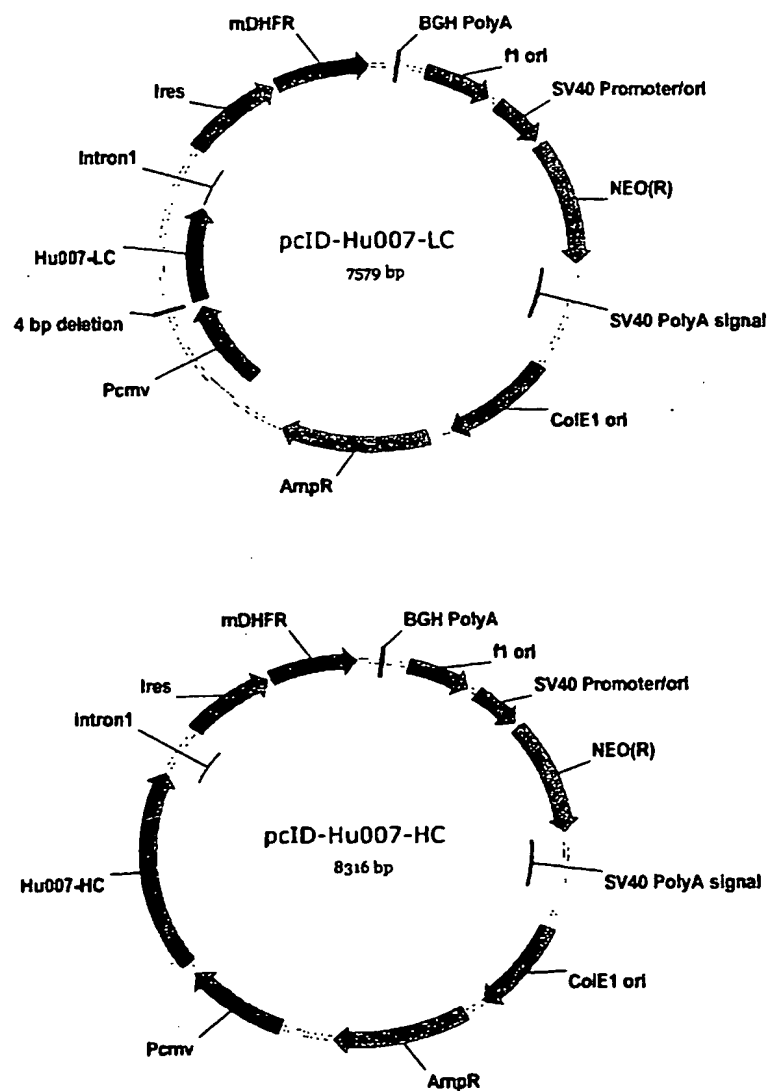 mDHFR
BGH PolyA
f1 ori
SV40 Promoter/ori
Ires
Intron1
NEO(R)
Hu007-LC
pcID-Hu007-LC
7579 bp
4 bp deletion
SV40 PolyA signal
Pcmv
ColE1 ori
AmpR
mDHFR
BGH PolyA
f1 ori
SV40 Promoter/ori
Ires
intron1
NEO(R)
pcID-Hu007-HC
8316 bp
Hu007-HC
SV40 PolyA signal
ColE1 ori
Pcmv
AmpR